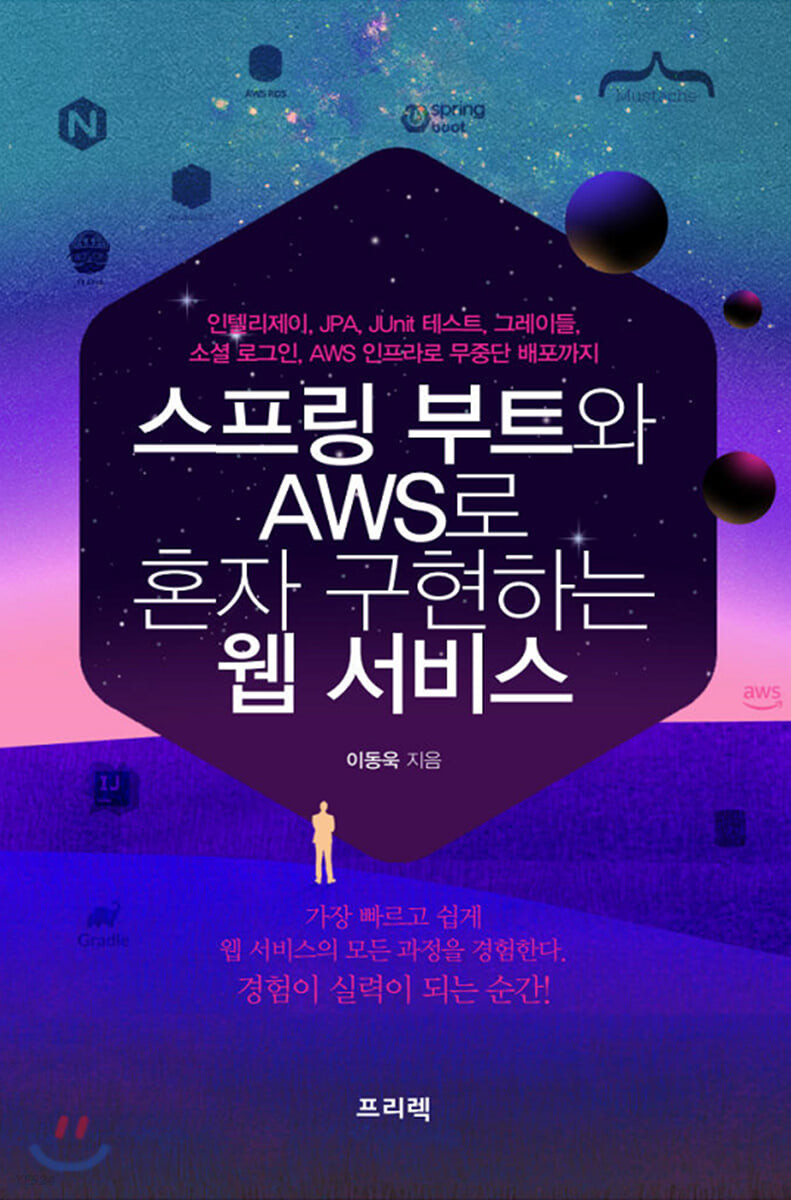 AWS RDS
spring
boot
Mustache
N
인텔리제이, JPA, JUnit 테스트, 그레이들,
소셜 로그인, AWS 인프라로 무중단 배포까지
스프링 부트와
AWS로
혼자 구현하는
웹 서비스
aws
이동욱 지음
IJ
Gradle
가장 빠르고 쉽게
웹 서비스의 모든 과정을 경험한다.
경험이 실력이 되는 순간!
프리렉